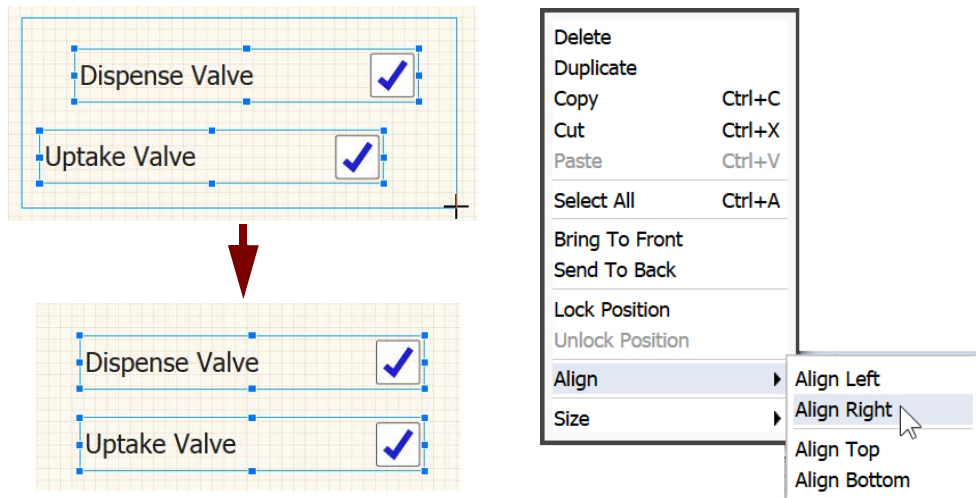 Dispense Valve
Uptake Valve
Dispense Valve
Uptake Valve
Delete
Duplicate
Copy Ctrl+C
Cut Ctrl+X
Paste Ctrl+V
Select All Ctrl+A
Bring To Front
Send To Back
Lock Position
Unlock Position
Align
Size
Align Left
Align Right
Align Top
Align Bottom